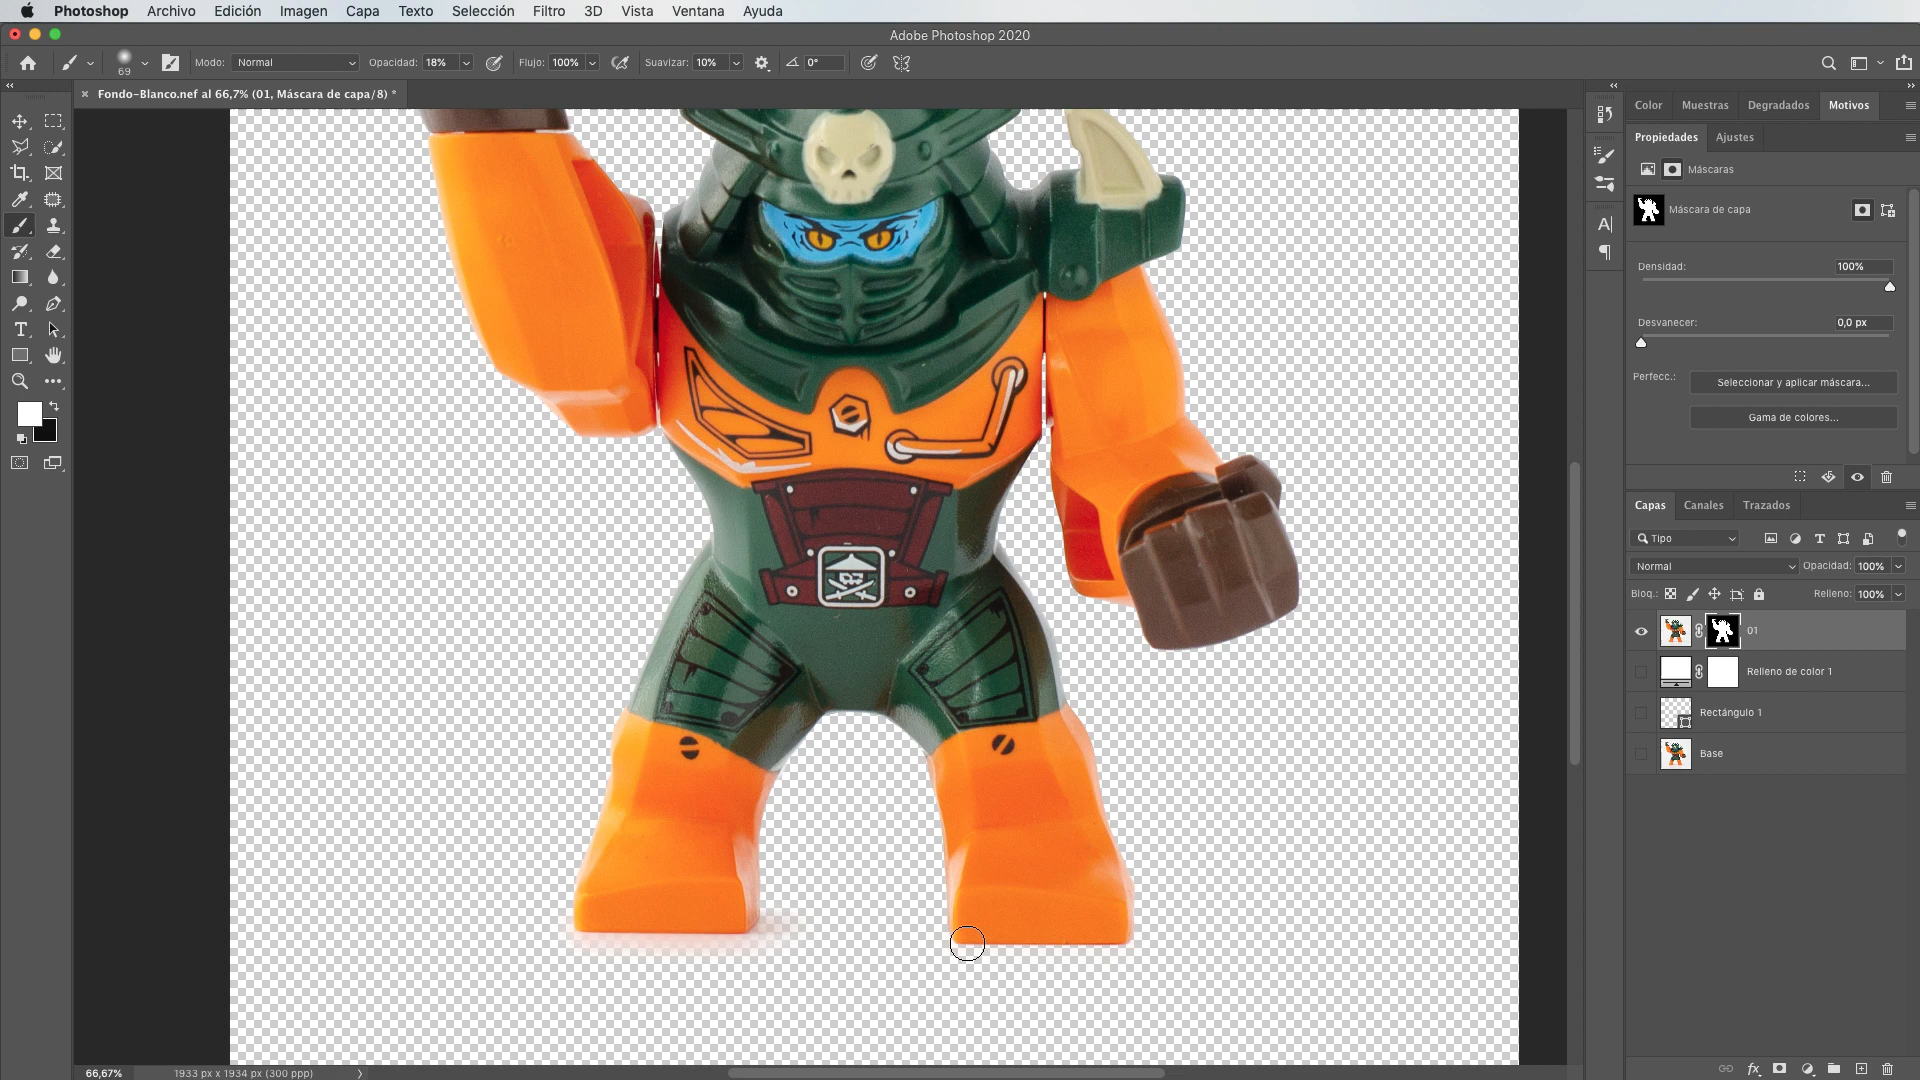 Photoshop Archivo Edición Imagen Capa Texto Selección Filtro 3D Vista Ventana Ayuda
Adobe Photoshop 2020
69 Modo: Normal Opacidad: 18% Flujo: 100% Suavizar: 10% 0°
Fondo-Blanco.nef al 66,7% (01, Máscara de capa/8) *
Color Muestras Degradados Motivos
Propiedades Ajustes
Máscaras
Máscara de capa
Densidad: 100%
Desvanecer: 0,0 px
Perfecc.: Seleccionar y aplicar máscara...
Gama de colores...
Capas Canales Trazados
Tipo
Normal Opacidad: 100%
Bloq.: Relleno: 100%
01
Relleno de color 1
Rectángulo 1
Base
66,67% 1933 px x 1934 px (300 ppp)